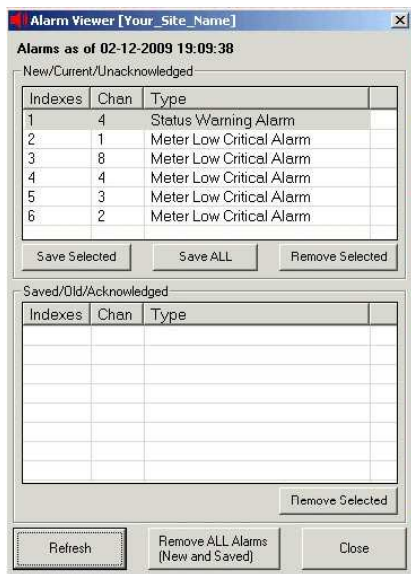 Alarm Viewer [Your_Site_Name]
Alarms as of 02-12-2009 19:09:38
New/Current/Unacknowledged
Indexes Chan Type
1 4 Status Warning Alarm
2 1 Meter Low Critical Alarm
3 8 Meter Low Critical Alarm
4 4 Meter Low Critical Alarm
5 3 Meter Low Critical Alarm
6 2 Meter Low Critical Alarm
Save Selected Save ALL Remove Selected
Saved/Old/Acknowledged
Indexes Chan Type
Remove Selected
Refresh Remove ALL Alarms Close
(New and Saved)